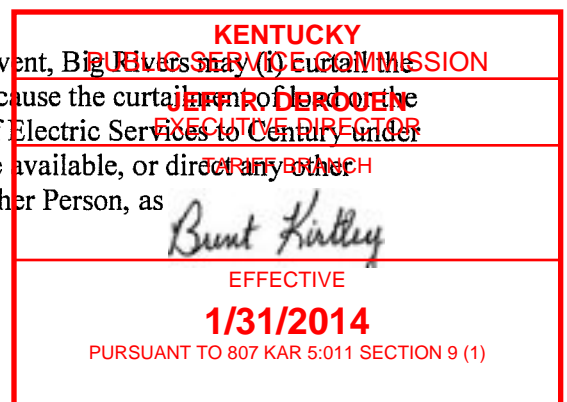 KENTUCKY
PUBLIC SERVICE COMMISSION
vent, Big Rivers may (i) curtail the
cause the curtailment of load or the
JEFF R. DEROUEN
f Electric Services to Century under
EXECUTIVE DIRECTOR
e available, or direct any other
TARIFF BRANCH
her Person, as
Brent Kirtley
EFFECTIVE
1/31/2014
PURSUANT TO 807 KAR 5:011 SECTION 9 (1)